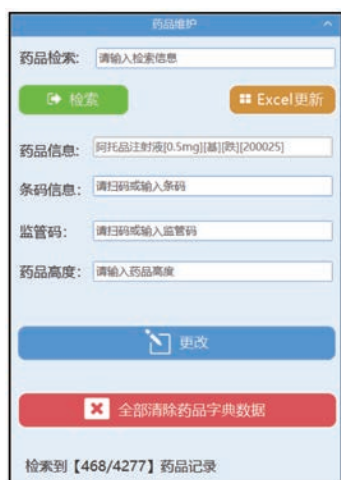 药品维护
药品检索: 请输入检索信息
检索 Excel更新
药品信息: 阿托品注射液[0.5mg][基][跌][200025]
条码信息: 请扫码或输入条码
监管码: 请扫码或输入监管码
药品高度: 请输入药品高度
更改
全部清除药品字典数据
检索到【468/4277】药品记录